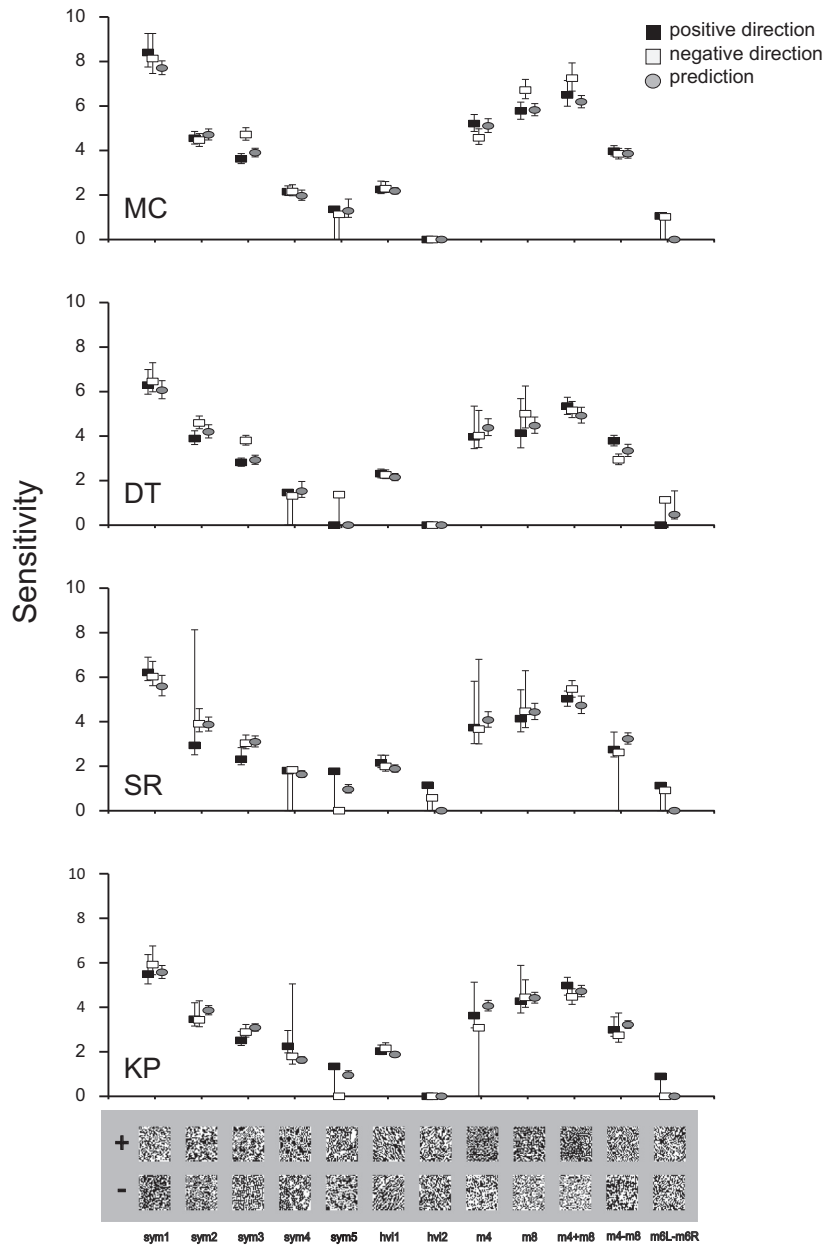 positive direction
negative direction
prediction
Sensitivity
10
8
6
4
2
0
MC
10
8
6
4
2
0
DT
10
8
6
4
2
0
SR
10
8
6
4
2
0
KP
+
-
sym1 sym2 sym3 sym4 sym5 hvl1 hvl2 m4 m8 m4+m8 m4-m8 m6L-m6R